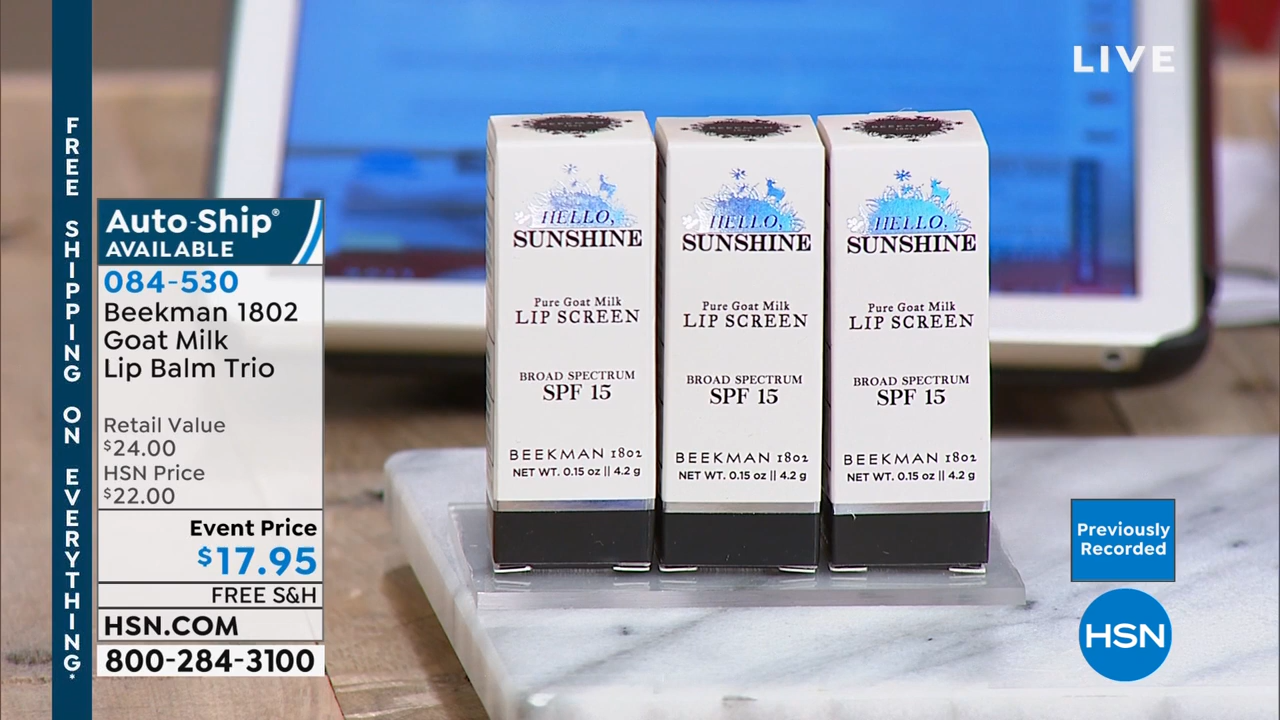 FREE SHIPPING ON EVERYTHING*
Auto-Ship®
AVAILABLE
084-530
Beekman 1802
Goat Milk
Lip Balm Trio
Retail Value
$24.00
HSN Price
$22.00
Event Price
$17.95
FREE S&H
HSN.COM
800-284-3100
BEEKMAN
HELLO,
SUNSHINE
Pure Goat Milk
LIP SCREEN
BROAD SPECTRUM
SPF 15
BEEKMAN 1802
NET WT. 0.15 oz || 4.2 g
BEEKMAN
HELLO,
SUNSHINE
Pure Goat Milk
LIP SCREEN
BROAD SPECTRUM
SPF 15
BEEKMAN 1802
NET WT. 0.15 oz || 4.2 g
BEEKMAN
HELLO,
SUNSHINE
Pure Goat Milk
LIP SCREEN
BROAD SPECTRUM
SPF 15
BEEKMAN 1802
NET WT. 0.15 oz || 4.2 g
LIVE
Previously
Recorded
HSN